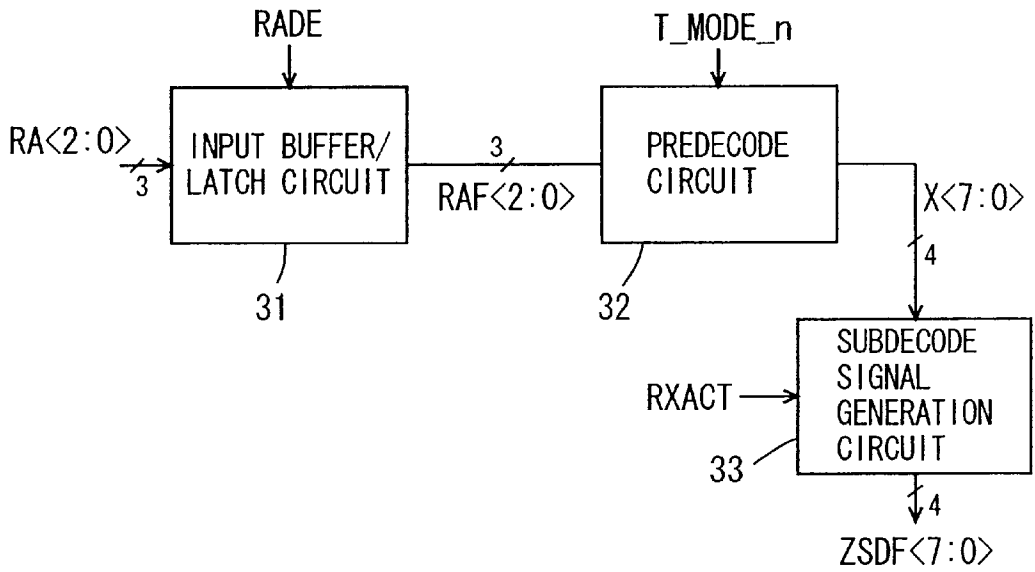 RADE
T_MODE_n
RA<2:0>
3
INPUT BUFFER/
LATCH CIRCUIT
3
RAF<2:0>
PREDECODE
CIRCUIT
X<7:0>
4
31
32
RXACT
SUBDECODE
SIGNAL
GENERATION
CIRCUIT
33
4
ZSDF<7:0>